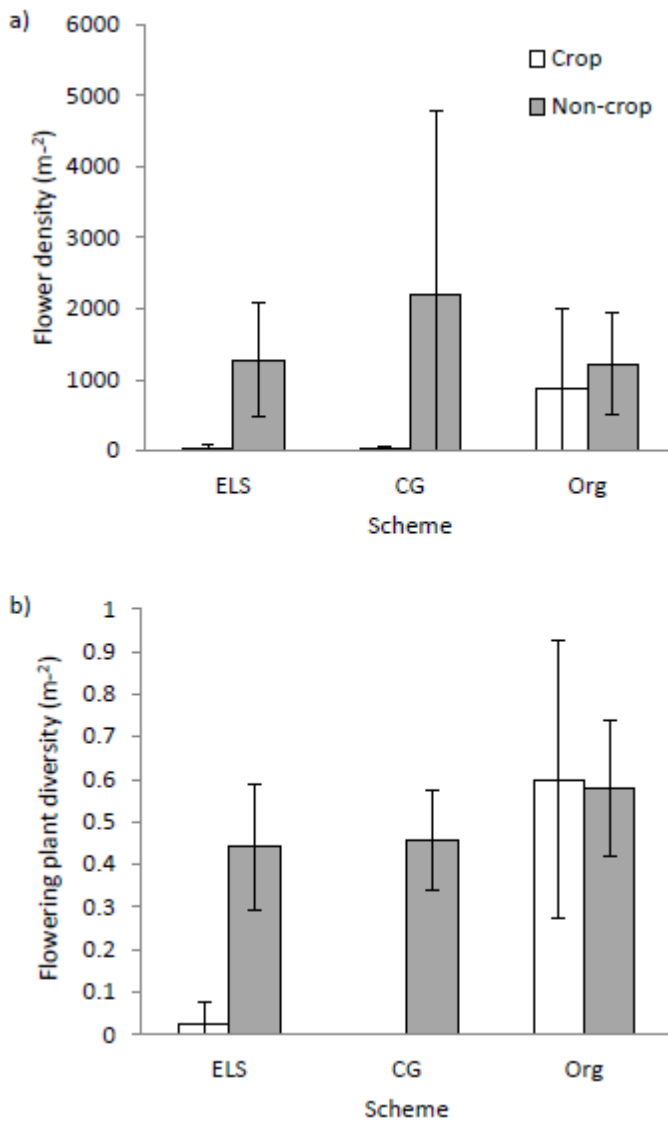 a)
6000
5000
4000
3000
2000
1000
0
Flower density (m-²)
Crop
Non-crop
ELS CG Org
Scheme
b)
1
0.9
0.8
0.7
0.6
0.5
0.4
0.3
0.2
0.1
0
Flowering plant diversity (m-²)
ELS CG Org
Scheme